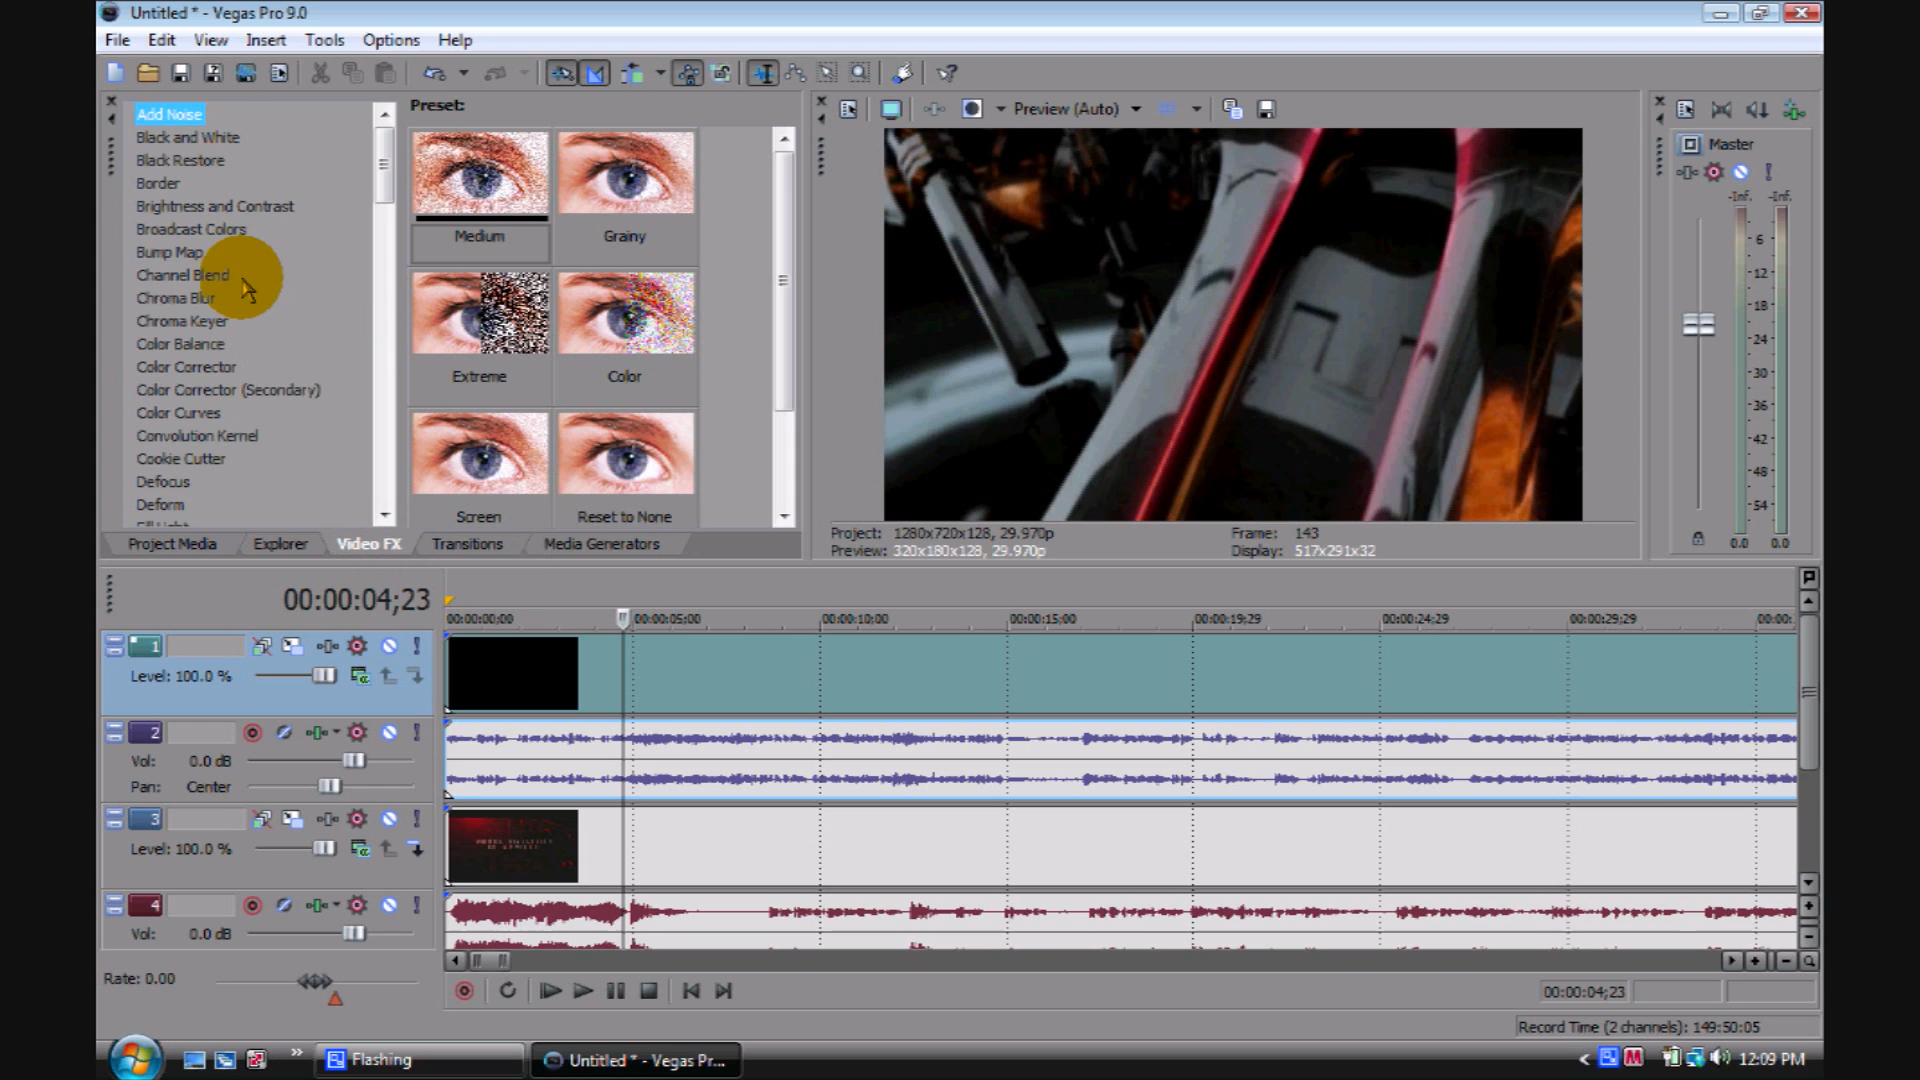 Untitled * - Vegas Pro 9.0
File Edit View Insert Tools Options Help
Add Noise
Black and White
Black Restore
Border
Brightness and Contrast
Broadcast Colors
Bump Map
Channel Blend
Chroma Blur
Chroma Keyer
Color Balance
Color Corrector
Color Corrector (Secondary)
Color Curves
Convolution Kernel
Cookie Cutter
Defocus
Deform
Preset:
Medium
Grainy
Extreme
Color
Screen
Reset to None
Project Media Explorer Video FX Transitions Media Generators
Preview (Auto)
Project: 1280x720x128, 29.970p
Frame: 143
Preview: 320x180x128, 29.970p
Display: 517x291x32
Master
-Inf. -Inf.
6
12
18
24
30
36
42
48
54
0.0 0.0
00:00:04;23
00:00:00;00 00:00:05;00 00:00:10;00 00:00:15;00 00:00:19;29 00:00:24;29 00:00:29;29 00:00:
1
Level: 100.0 %
2
Vol: 0.0 dB
Pan: Center
3
Level: 100.0 %
4
Vol: 0.0 dB
Rate: 0.00
00:00:04;23
Record Time (2 channels): 149:50:05
Flashing
Untitled * - Vegas Pr...
12:09 PM